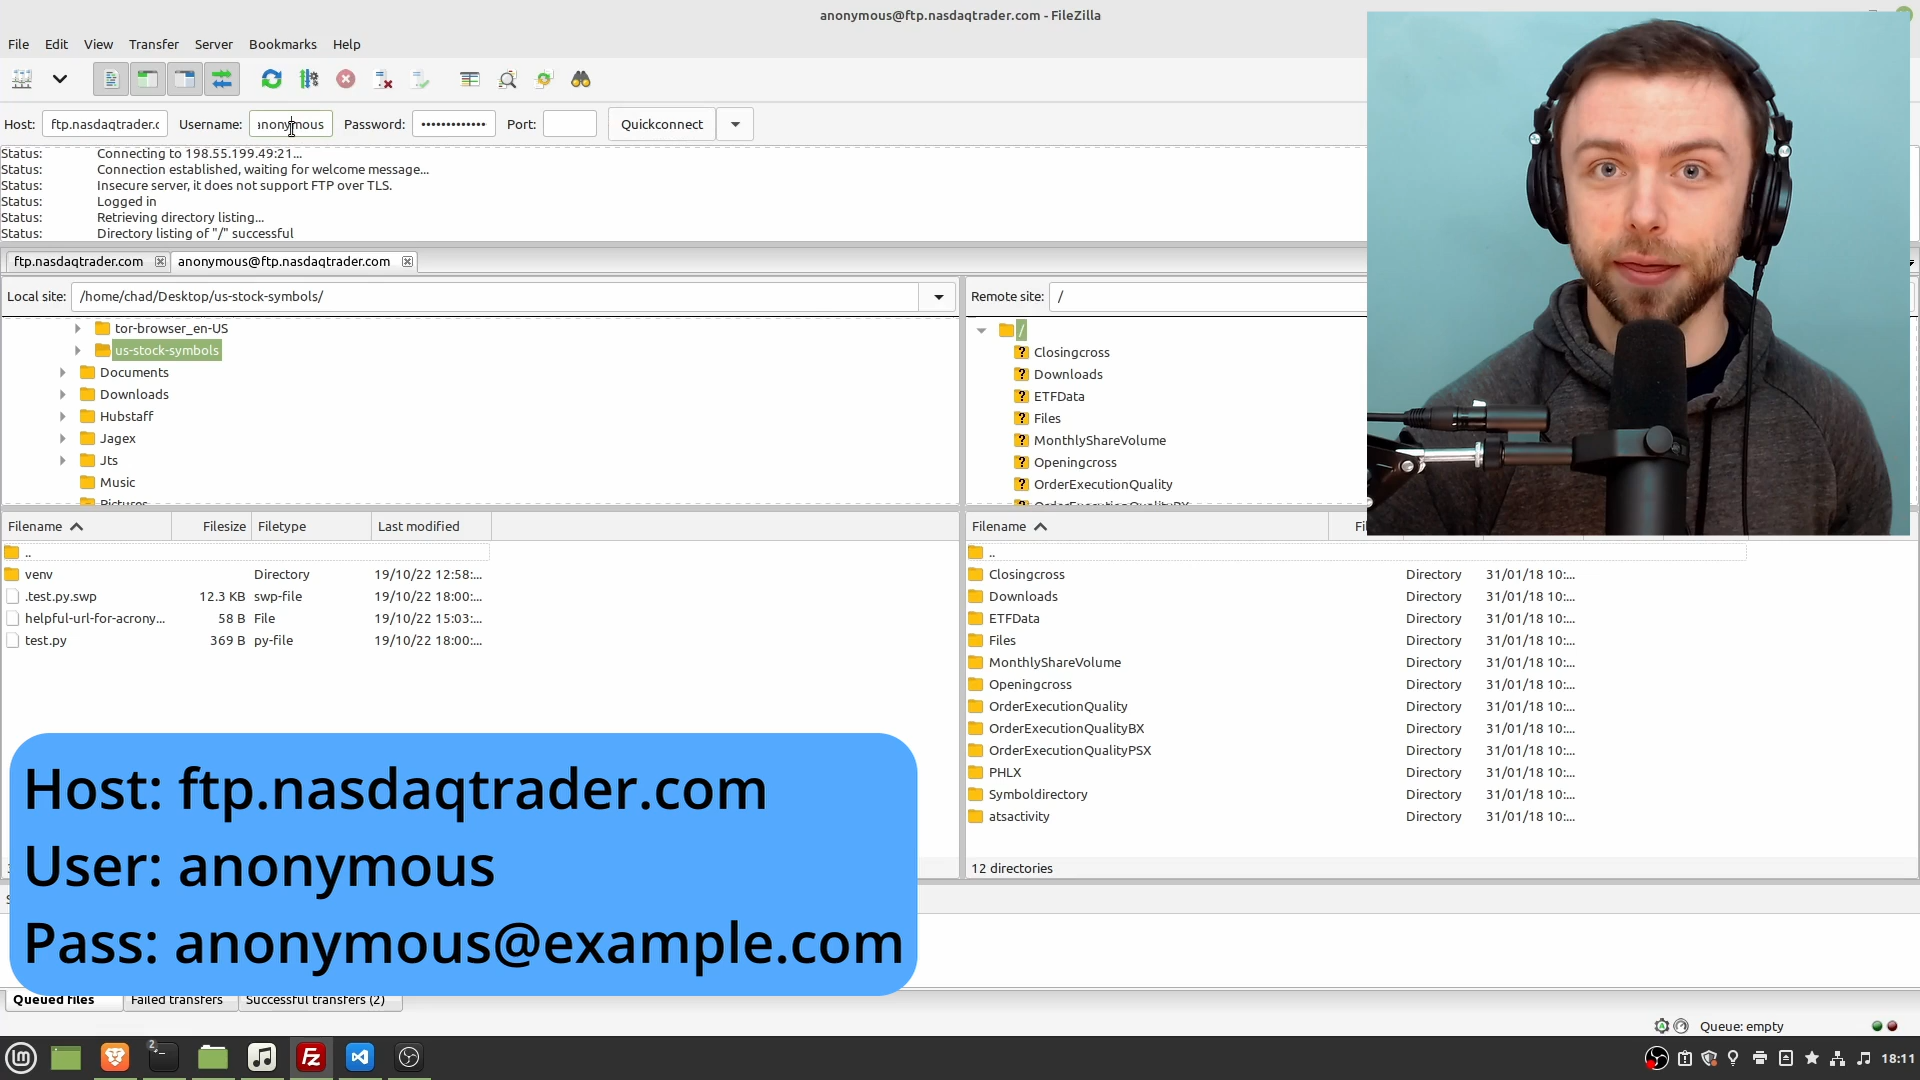 anonymous@ftp.nasdaqtrader.com - FileZilla
File Edit View Transfer Server Bookmarks Help
Host: ftp.nasdaqtrader.c Username: anonymous Password: ••••••••••••• Port: Quickconnect
Status: Connecting to 198.55.199.49:21...
Status: Connection established, waiting for welcome message...
Status: Insecure server, it does not support FTP over TLS.
Status: Logged in
Status: Retrieving directory listing...
Status: Directory listing of "/" successful
ftp.nasdaqtrader.com anonymous@ftp.nasdaqtrader.com
Local site: /home/chad/Desktop/us-stock-symbols/
tor-browser_en-US
us-stock-symbols
Documents
Downloads
Hubstaff
Jagex
Jts
Music
Pictures
Remote site: /
/
Closingcross
Downloads
ETFData
Files
MonthlyShareVolume
Openingcross
OrderExecutionQuality
OrderExecutionQualityBX
Filename Filesize Filetype Last modified
..
venv Directory 19/10/22 12:58:...
.test.py.swp 12.3 KB swp-file 19/10/22 18:00:...
helpful-url-for-acrony... 58 B File 19/10/22 15:03:...
test.py 369 B py-file 19/10/22 18:00:...
Filename
..
Closingcross Directory 31/01/18 10:...
Downloads Directory 31/01/18 10:...
ETFData Directory 31/01/18 10:...
Files Directory 31/01/18 10:...
MonthlyShareVolume Directory 31/01/18 10:...
Openingcross Directory 31/01/18 10:...
OrderExecutionQuality Directory 31/01/18 10:...
OrderExecutionQualityBX Directory 31/01/18 10:...
OrderExecutionQualityPSX Directory 31/01/18 10:...
PHLX Directory 31/01/18 10:...
Symboldirectory Directory 31/01/18 10:...
atsactivity Directory 31/01/18 10:...
12 directories
Host: ftp.nasdaqtrader.com
User: anonymous
Pass: anonymous@example.com
Queued files Failed transfers Successful transfers (2)
Queue: empty
2
18:11